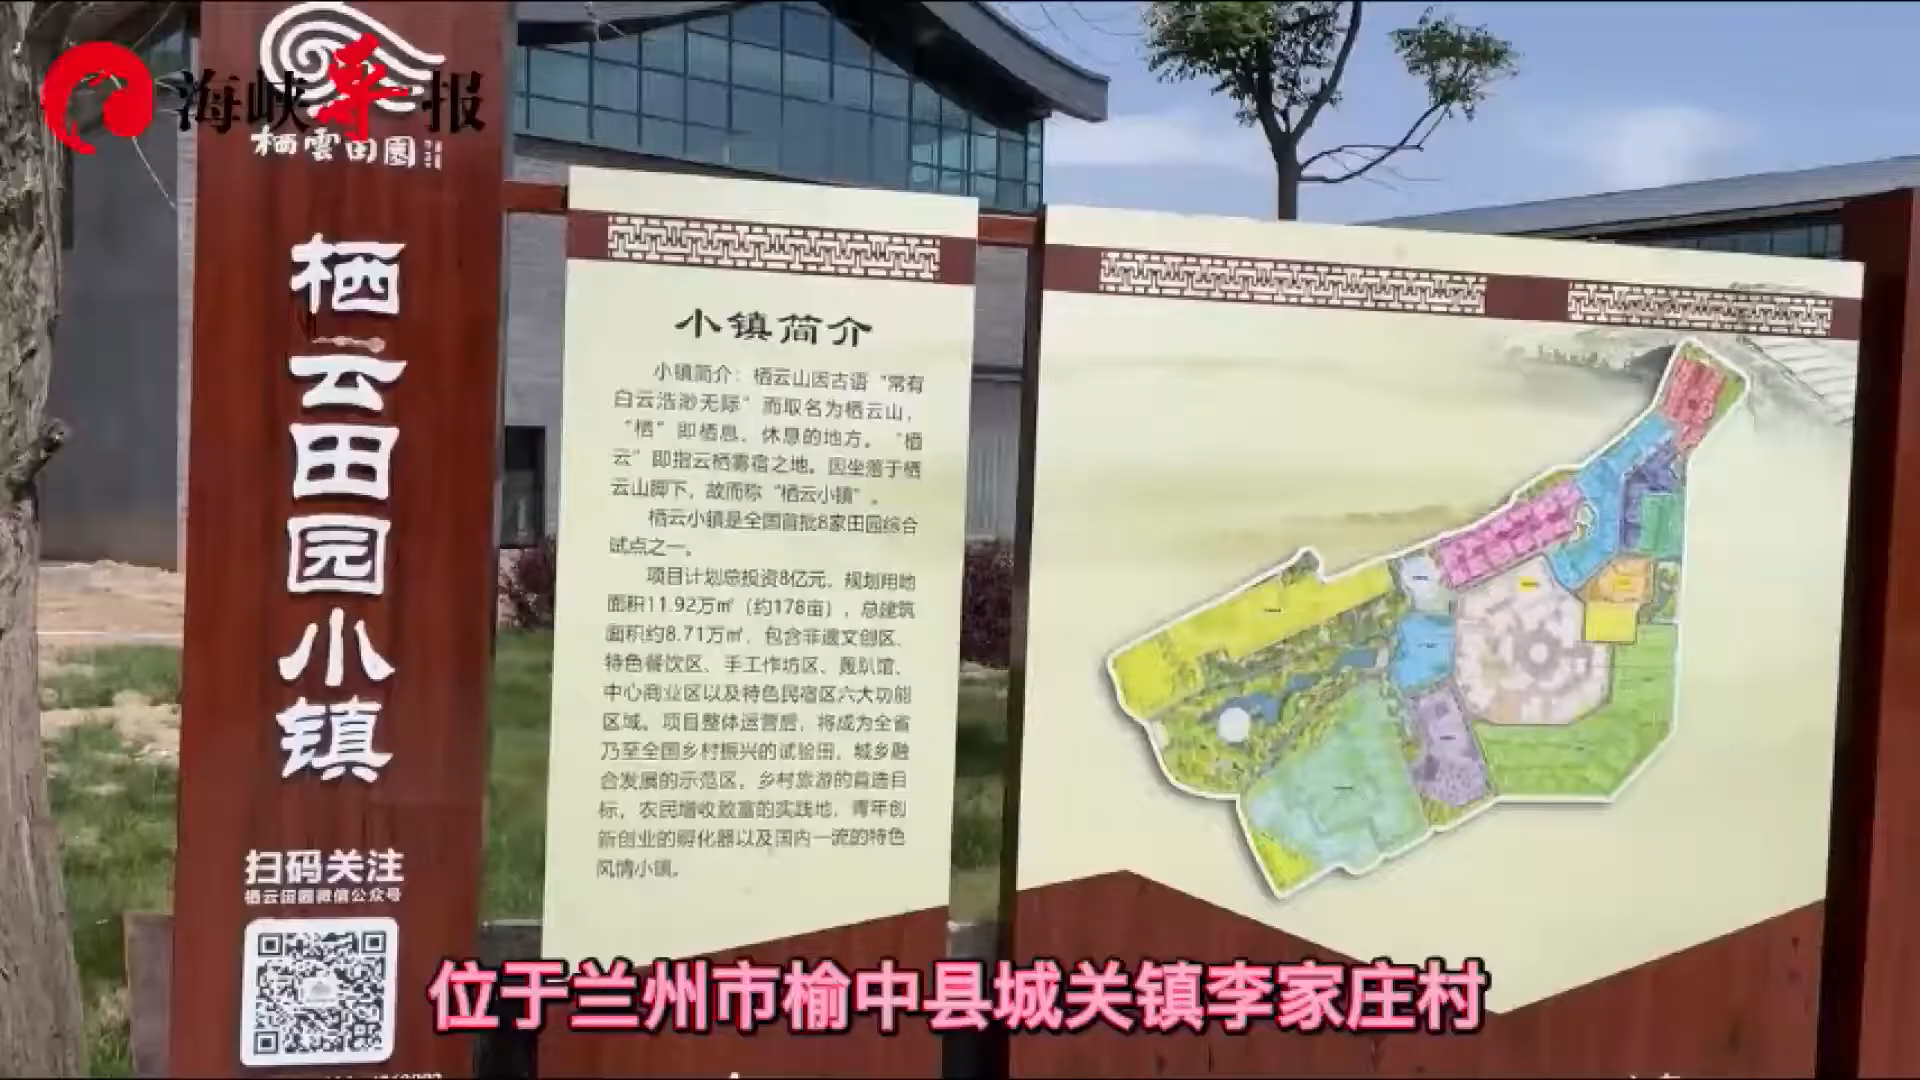 海峡导报
栖雲田園
栖云田园小镇
扫码关注
栖云田园微信公众号
小镇简介
小镇简介：栖云山因古语“常有
白云浩渺无际”而取名为栖云山，
“栖”即栖息、休息的地方。“栖
云”即指云栖雾宿之地。因坐落于栖
云山脚下，故而称“栖云小镇”。
栖云小镇是全国首批8家田园综合
试点之一。
项目计划总投资8亿元，规划用地
面积11.92万㎡（约178亩），总建筑
面积约8.71万㎡，包含非遗文创区、
特色餐饮区、手工作坊区、轰趴馆、
中心商业区以及特色民宿区六大功能
区域。项目整体运营后，将成为全省
乃至全国乡村振兴的试验田，城乡融
合发展的示范区，乡村旅游的首选目
标，农民增收致富的实践地，青年创
新创业的孵化器以及国内一流的特色
风情小镇。
位于兰州市榆中县城关镇李家庄村